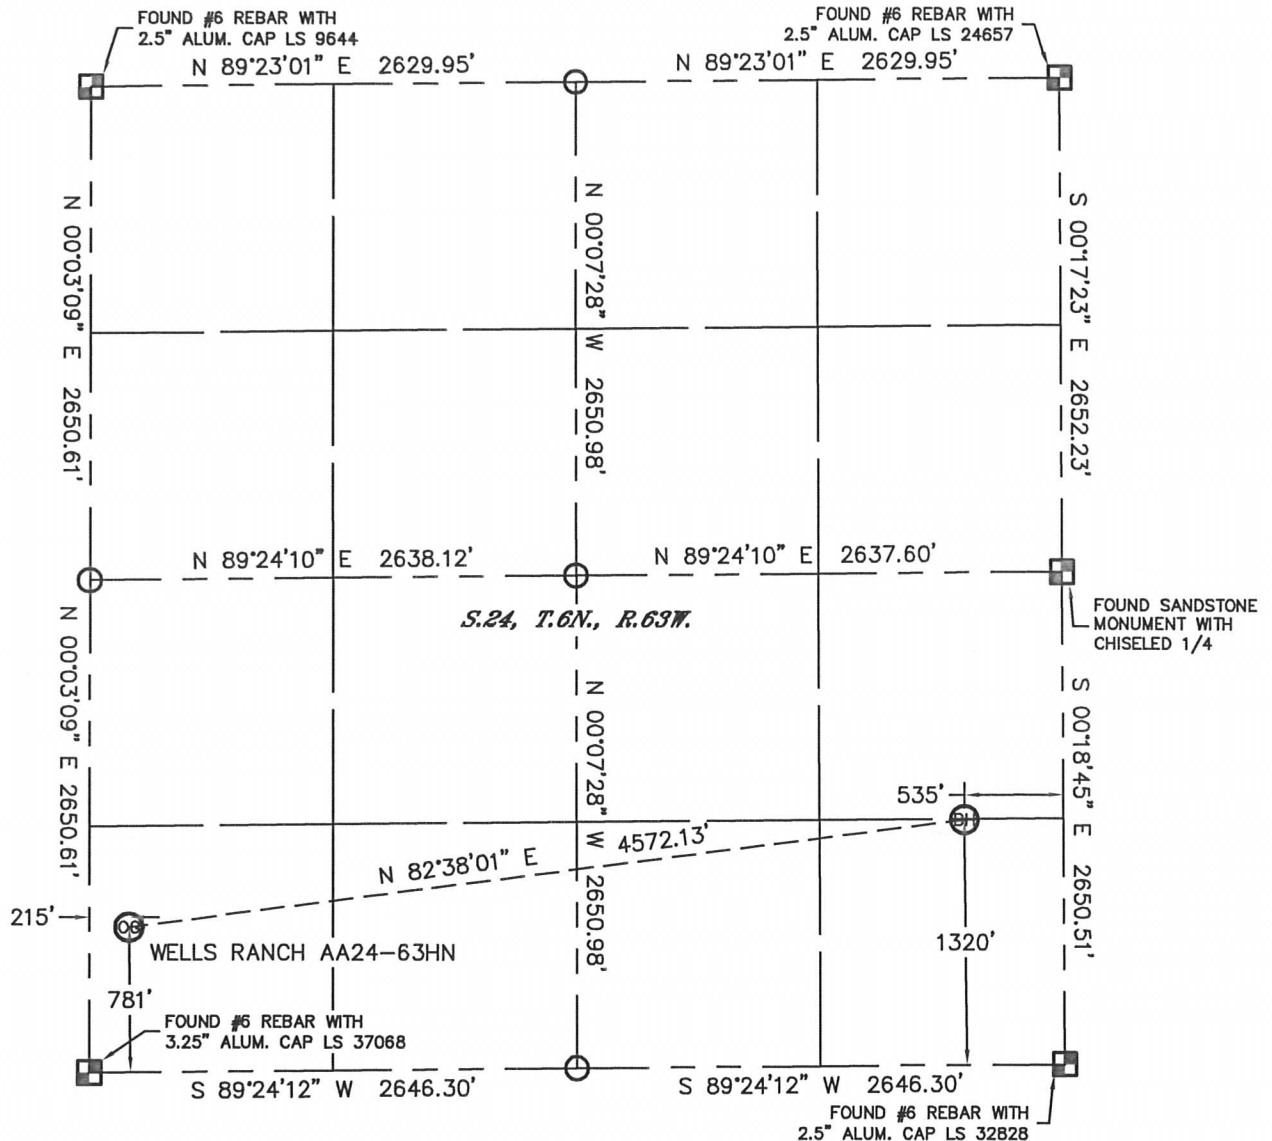 FOUND #6 REBAR WITH
2.5" ALUM. CAP LS 9644
FOUND #6 REBAR WITH
2.5" ALUM. CAP LS 24657
N 89°23'01" E 2629.95'
N 89°23'01" E 2629.95'
N 00°03'09" E 2650.61'
N 00°07'28" W 2650.98'
S 00°17'23" E 2652.23'
N 89°24'10" E 2638.12'
N 89°24'10" E 2637.60'
S.24, T.6N., R.63W.
FOUND SANDSTONE
MONUMENT WITH
CHISELED 1/4
N 00°03'09" E 2650.61'
N 00°07'28" W 2650.98'
S 00°18'45" E 2650.51'
535'
BH
N 82°38'01" E 4572.13'
215'
OG
WELLS RANCH AA24-63HN
1320'
781'
FOUND #6 REBAR WITH
3.25" ALUM. CAP LS 37068
S 89°24'12" W 2646.30'
S 89°24'12" W 2646.30'
FOUND #6 REBAR WITH
2.5" ALUM. CAP LS 32828